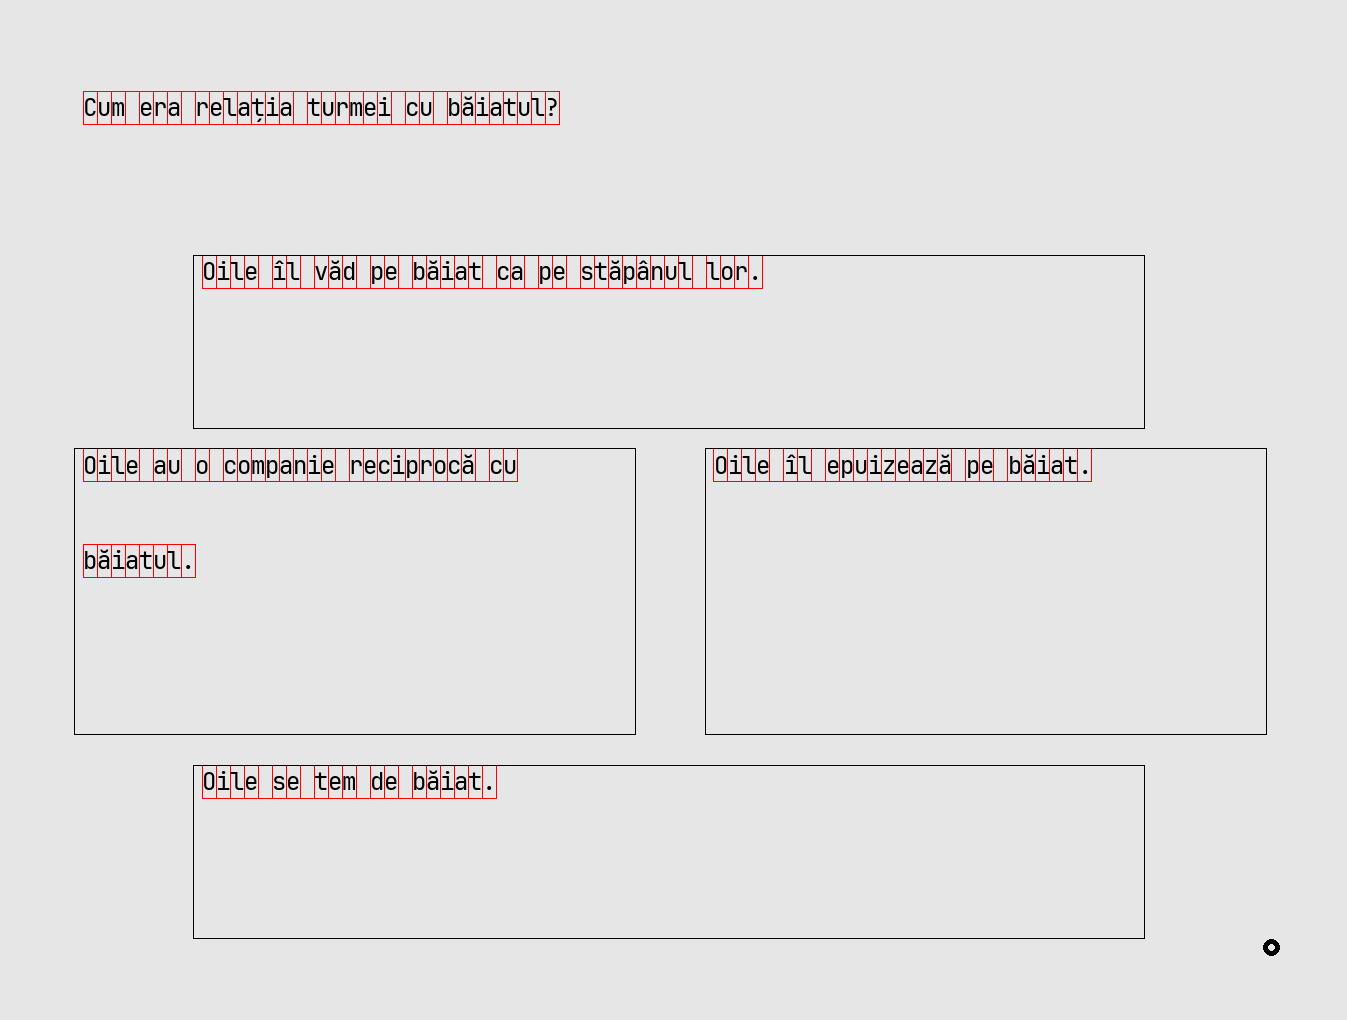 Cum era relația turmei cu băiatul?
Oile îl văd pe băiat ca pe stăpânul lor.
Oile au o companie reciprocă cu
băiatul.
Oile îl epuizează pe băiat.
Oile se tem de băiat.